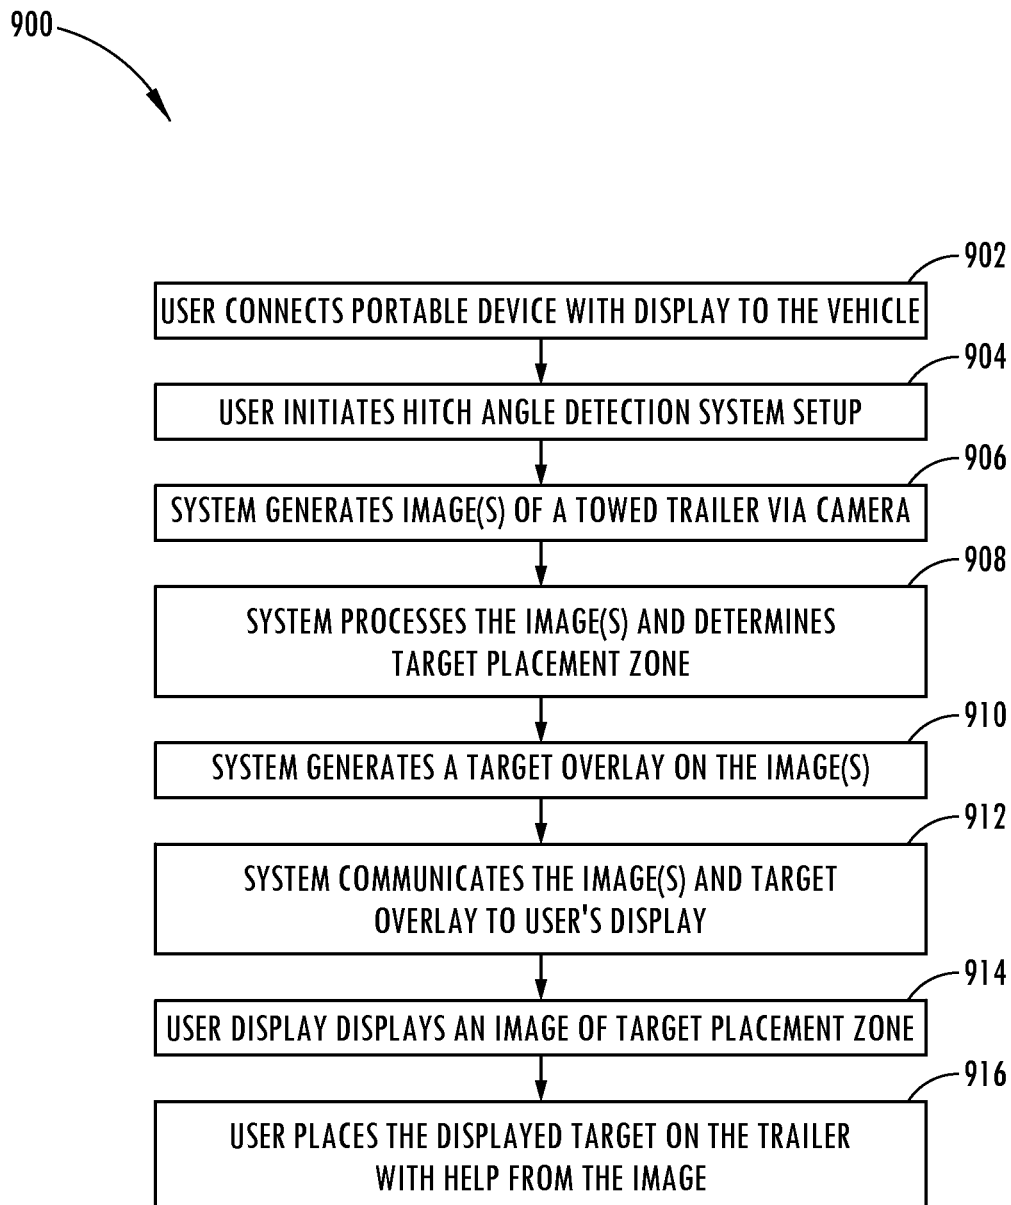 900
902
USER CONNECTS PORTABLE DEVICE WITH DISPLAY TO THE VEHICLE
904
USER INITIATES HITCH ANGLE DETECTION SYSTEM SETUP
906
SYSTEM GENERATES IMAGE(S) OF A TOWED TRAILER VIA CAMERA
908
SYSTEM PROCESSES THE IMAGE(S) AND DETERMINES
TARGET PLACEMENT ZONE
910
SYSTEM GENERATES A TARGET OVERLAY ON THE IMAGE(S)
912
SYSTEM COMMUNICATES THE IMAGE(S) AND TARGET
OVERLAY TO USER'S DISPLAY
914
USER DISPLAY DISPLAYS AN IMAGE OF TARGET PLACEMENT ZONE
916
USER PLACES THE DISPLAYED TARGET ON THE TRAILER
WITH HELP FROM THE IMAGE